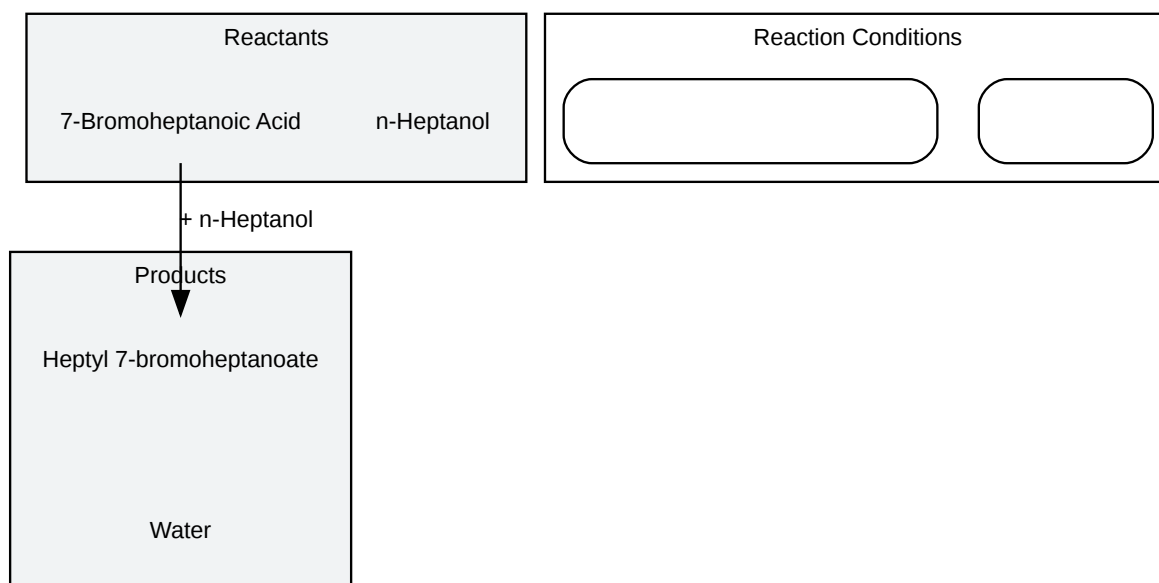 Reactants
7-Bromoheptanoic Acid
n-Heptanol
Reaction Conditions
+ n-Heptanol
Products
Heptyl 7-bromoheptanoate
Water